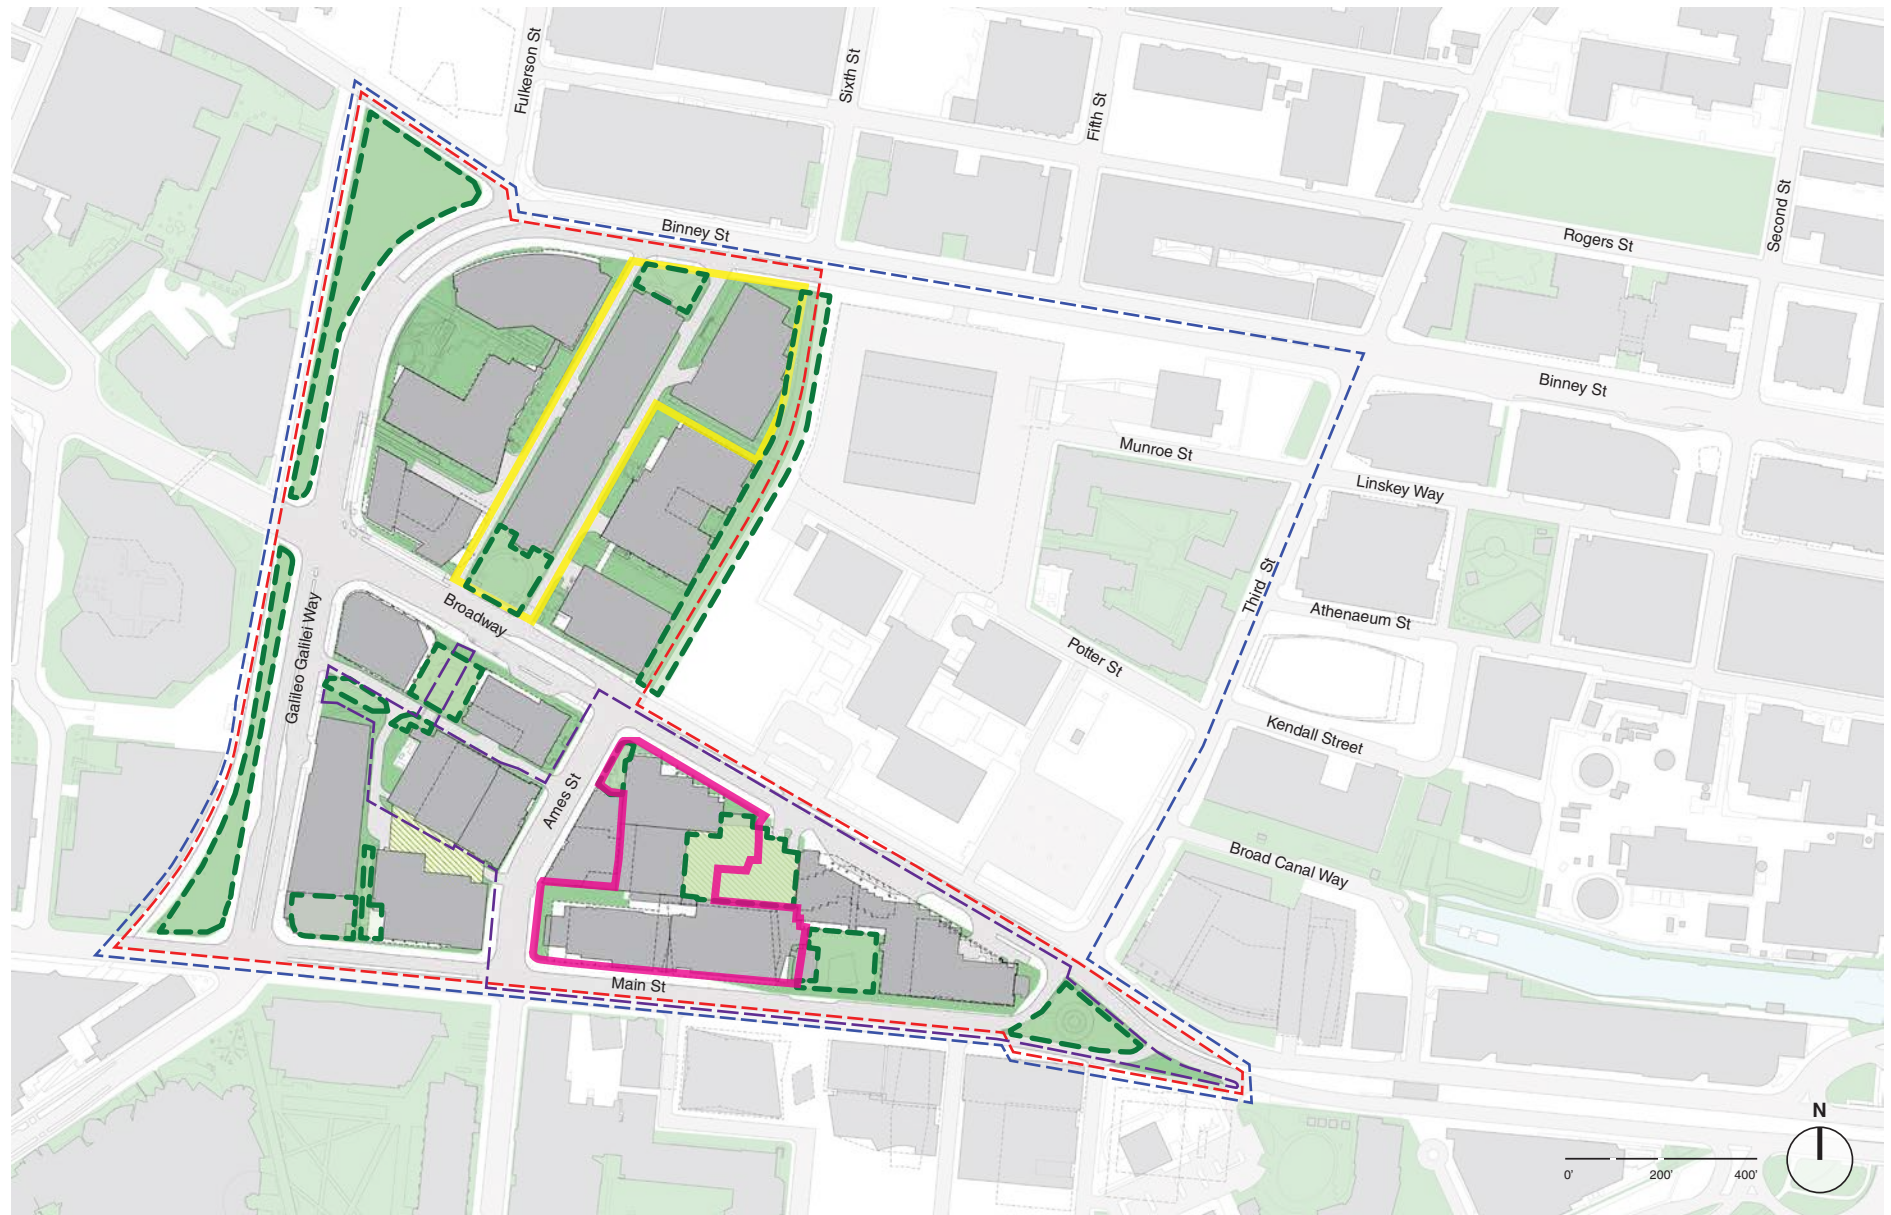 Fulkerson St
Sixth St
Fifth St
Second St
Rogers St
Binney St
Binney St
Munroe St
Linskey Way
Third St
Athenaeum St
Broadway
Galileo Galilei Way
Potter St
Kendall Street
Ames St
Broad Canal Way
Main St
N
0' 200' 400'